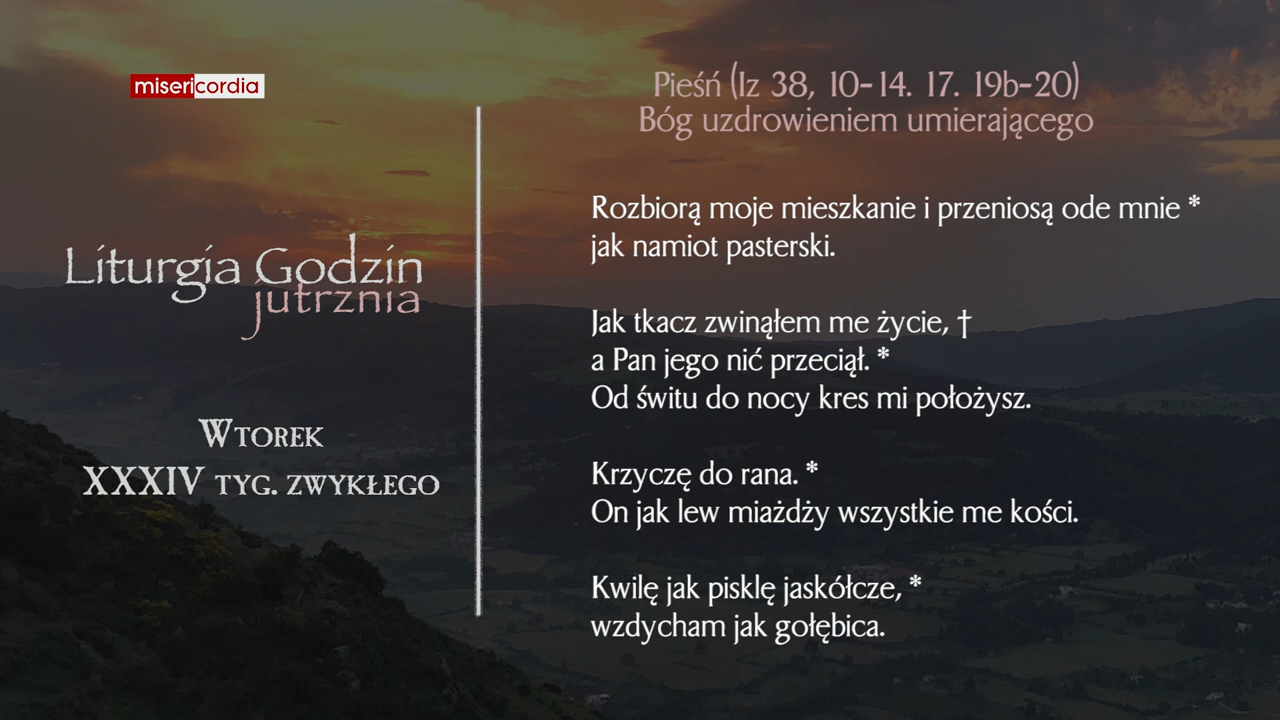 misericordia
Liturgia Godzin
jutrznia
Wtorek
XXXIV tyg. zwykłego
Pieśń (Iz 38, 10-14. 17. 19b-20)
Bóg uzdrowieniem umierającego
Rozbiorą moje mieszkanie i przeniosą ode mnie *
jak namiot pasterski.
Jak tkacz zwinąłem me życie, †
a Pan jego nić przeciął. *
Od świtu do nocy kres mi położysz.
Krzyczę do rana. *
On jak lew miażdży wszystkie me kości.
Kwilę jak pisklę jaskółcze, *
wzdycham jak gołębica.